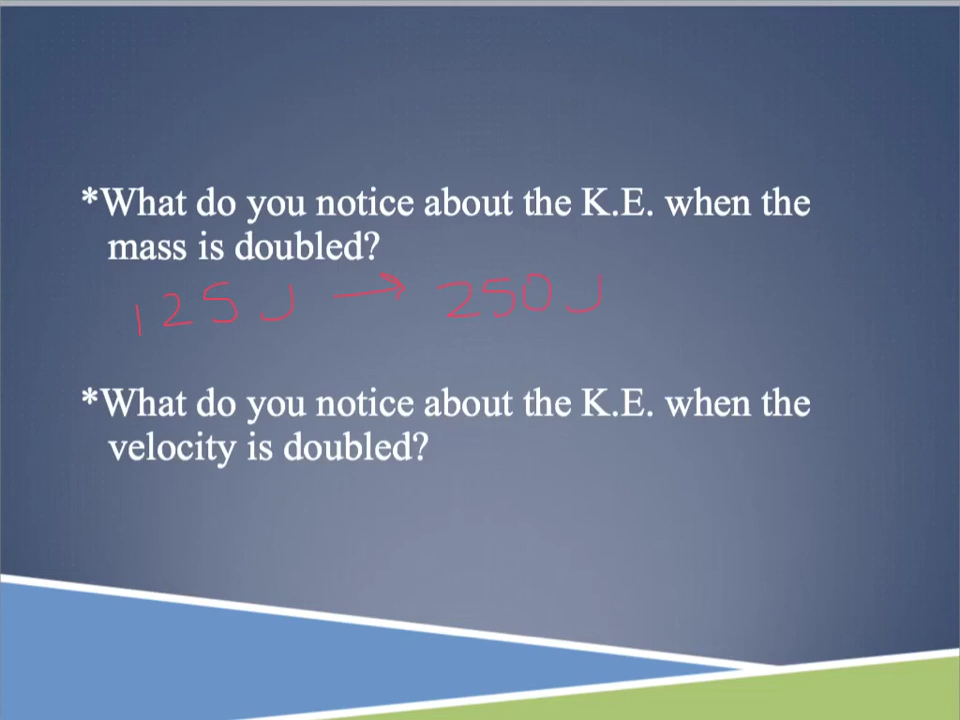 *What do you notice about the K.E. when the
mass is doubled?
125 J → 250 J
*What do you notice about the K.E. when the
velocity is doubled?